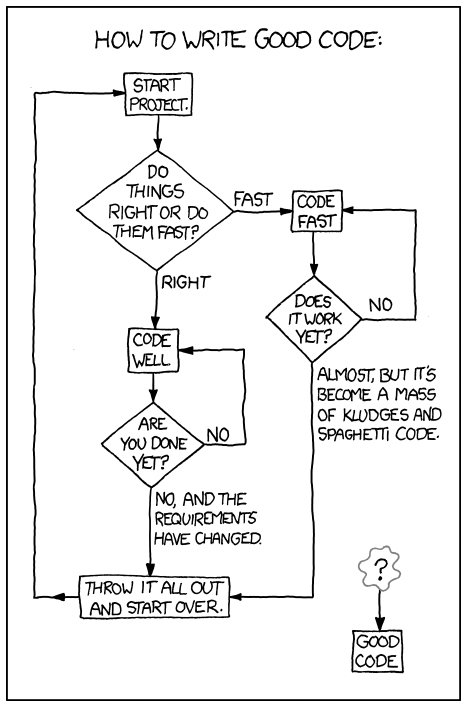 HOW TO WRITE GOOD CODE:
START
PROJECT.
DO
THINGS
RIGHT OR DO
THEM FAST?
FAST
CODE
FAST
RIGHT
DOES
IT WORK
YET?
NO
CODE
WELL
ALMOST, BUT IT'S
BECOME A MASS
OF KLUDGES AND
SPAGHETTI CODE.
ARE
YOU DONE
YET?
NO
NO, AND THE
REQUIREMENTS
HAVE CHANGED.
THROW IT ALL OUT
AND START OVER.
?
GOOD
CODE